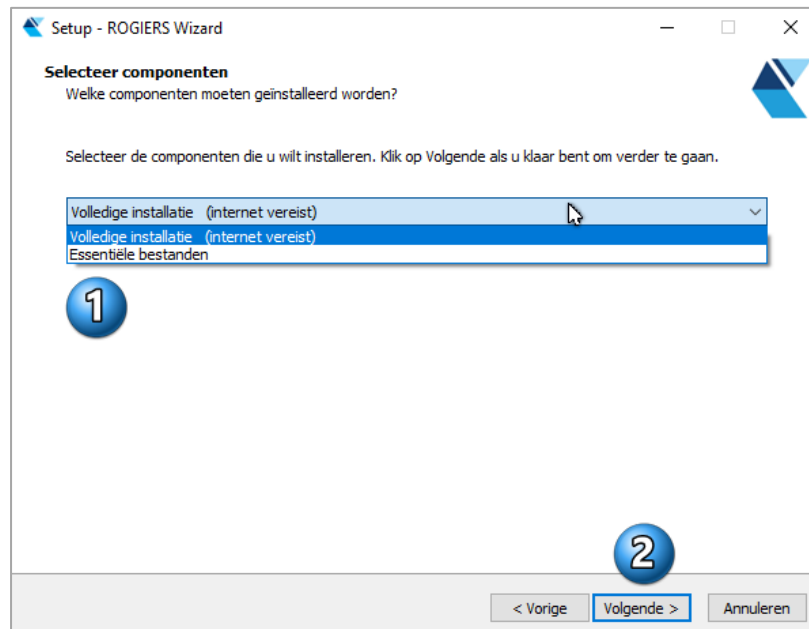 Setup - ROGIERS Wizard
Selecteer componenten
Welke componenten moeten geïnstalleerd worden?
Selecteer de componenten die u wilt installeren. Klik op Volgende als u klaar bent om verder te gaan.
Volledige installatie (internet vereist)
Volledige installatie (internet vereist)
Essentiële bestanden
1
2
< Vorige
Volgende >
Annuleren